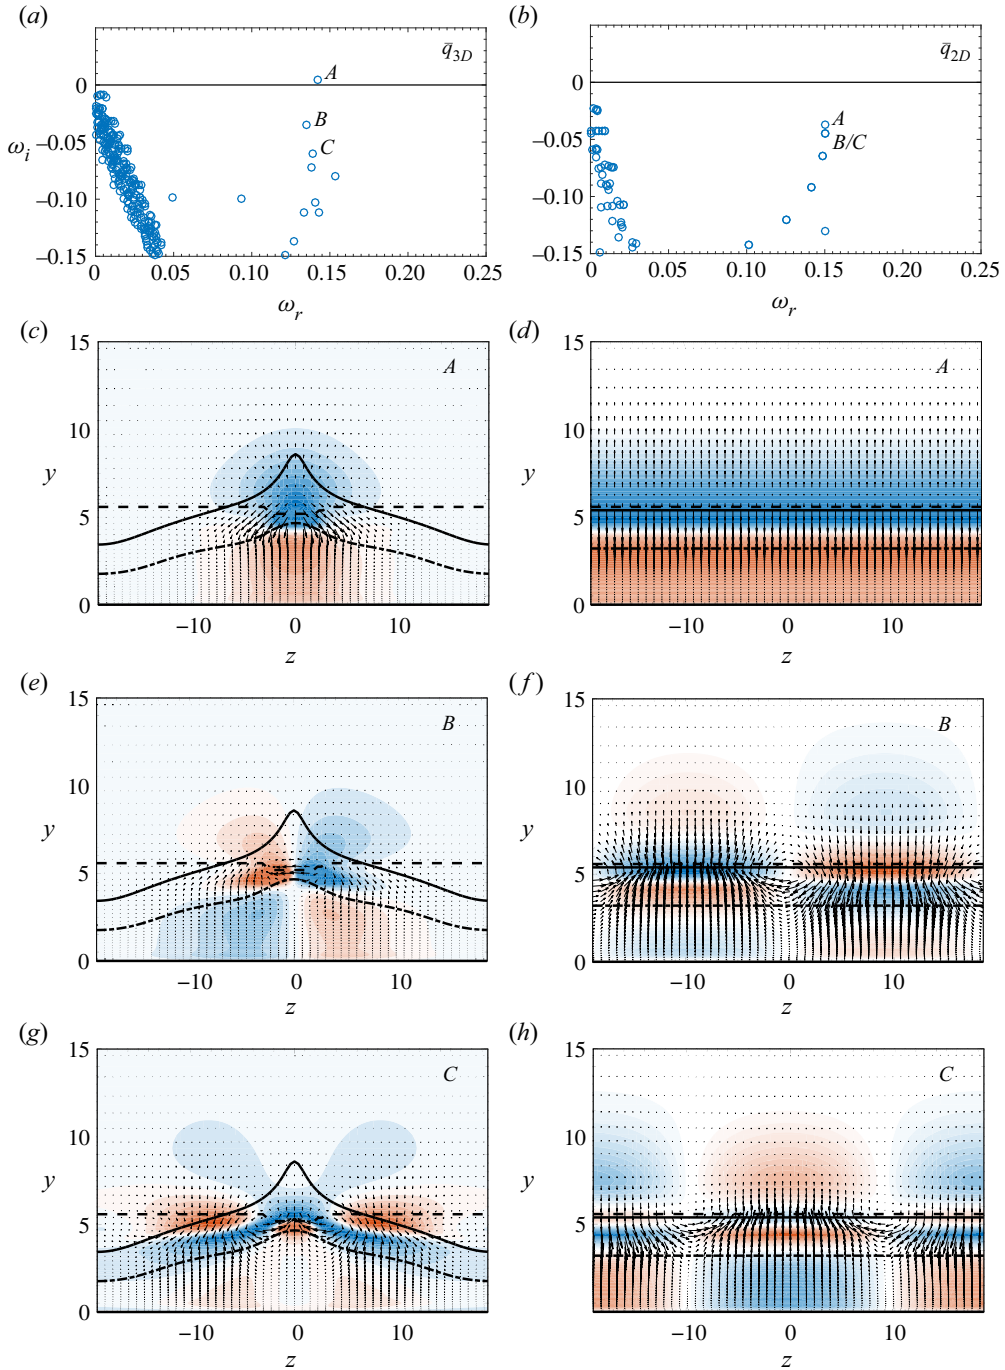 (a) (b)
0 A q̄3D
0 q̄2D
−0.05 B
C
−0.05 A
B/C
ωi
−0.10 −0.10
−0.15 −0.15
0 0.05 0.10 0.15 0.20 0.25
0 0.05 0.10 0.15 0.20 0.25
ωr ωr
(c) (d)
15 A 15 A
10 10
y y
5 5
0 0
−10 0 10 −10 0 10
z z
(e) (f)
15 B 15 B
10 10
y y
5 5
0 0
−10 0 10 −10 0 10
z z
(g) (h)
15 C 15 C
10 10
y y
5 5
0 0
−10 0 10 −10 0 10
z z